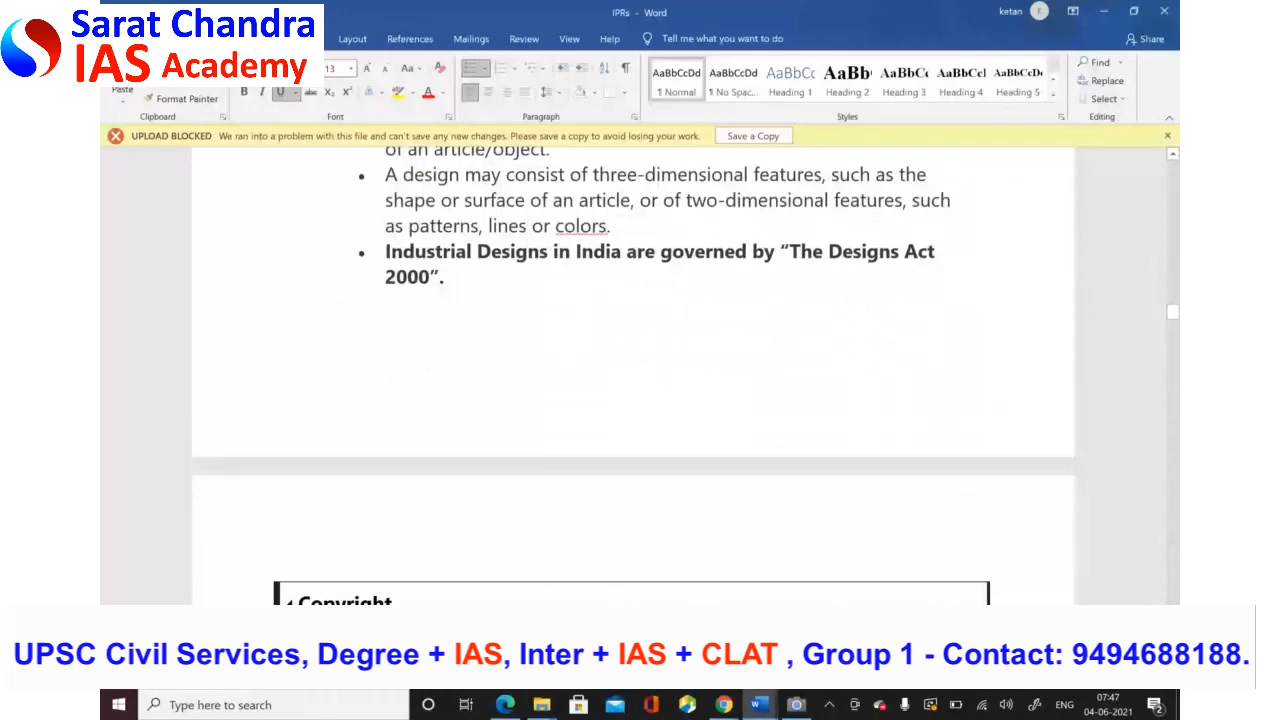 Sarat Chandra
IAS Academy
IPRs - Word
ketan
Layout References Mailings Review View Help Tell me what you want to do Share
13 Aa
Paste
Format Painter
Clipboard Font Paragraph Styles Editing
AaBbCcDd AaBbCcDd AaBbCc AaBb AaBbCc AaBbCcI AaBbCcDc
¶ Normal ¶ No Spac... Heading 1 Heading 2 Heading 3 Heading 4 Heading 5
Find
Replace
Select
UPLOAD BLOCKED We ran into a problem with this file and can't save any new changes. Please save a copy to avoid losing your work. Save a Copy
of an article/object.
• A design may consist of three-dimensional features, such as the
shape or surface of an article, or of two-dimensional features, such
as patterns, lines or colors.
• Industrial Designs in India are governed by “The Designs Act
2000”.
Copyright
UPSC Civil Services, Degree + IAS, Inter + IAS + CLAT , Group 1 - Contact: 9494688188.
Type here to search
ENG
07:47
04-06-2021
2